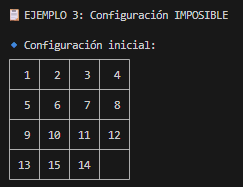 📋 EJEMPLO 3: Configuración IMPOSIBLE
🔹 Configuración inicial:
1 2 3 4
5 6 7 8
9 10 11 12
13 15 14